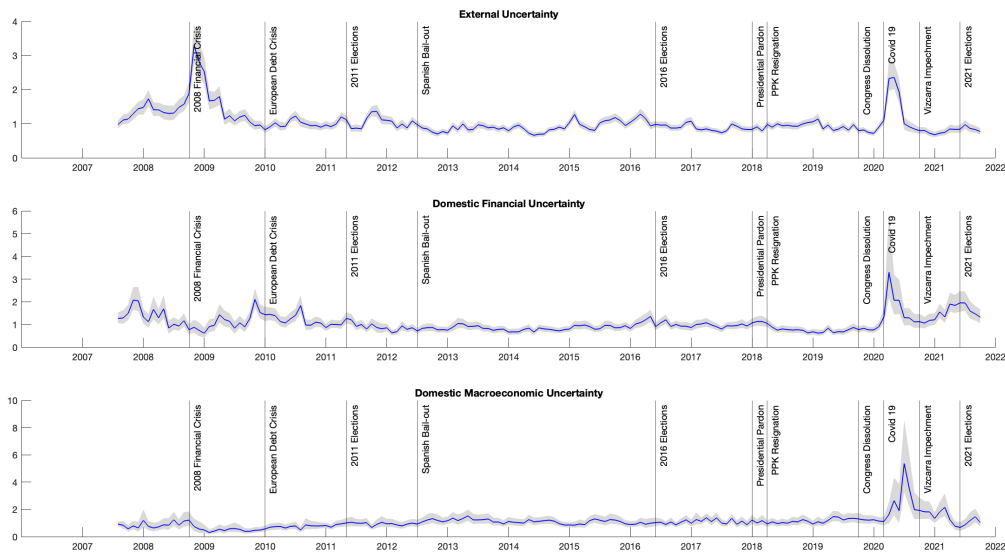 External Uncertainty
4
3
2
1
0
2008 Financial Crisis
European Debt Crisis
2011 Elections
Spanish Bail-out
2016 Elections
Presidential Pardon
PPK Resignation
Congress Dissolution
Covid 19
Vizcarra Impechment
2021 Elections
2007 2008 2009 2010 2011 2012 2013 2014 2015 2016 2017 2018 2019 2020 2021 2022
Domestic Financial Uncertainty
6
5
4
3
2
1
0
2008 Financial Crisis
European Debt Crisis
2011 Elections
Spanish Bail-out
2016 Elections
Presidential Pardon
PPK Resignation
Congress Dissolution
Covid 19
Vizcarra Impechment
2021 Elections
2007 2008 2009 2010 2011 2012 2013 2014 2015 2016 2017 2018 2019 2020 2021 2022
Domestic Macroeconomic Uncertainty
10
8
6
4
2
0
2008 Financial Crisis
European Debt Crisis
2011 Elections
Spanish Bail-out
2016 Elections
Presidential Pardon
PPK Resignation
Congress Dissolution
Covid 19
Vizcarra Impechment
2021 Elections
2007 2008 2009 2010 2011 2012 2013 2014 2015 2016 2017 2018 2019 2020 2021 2022